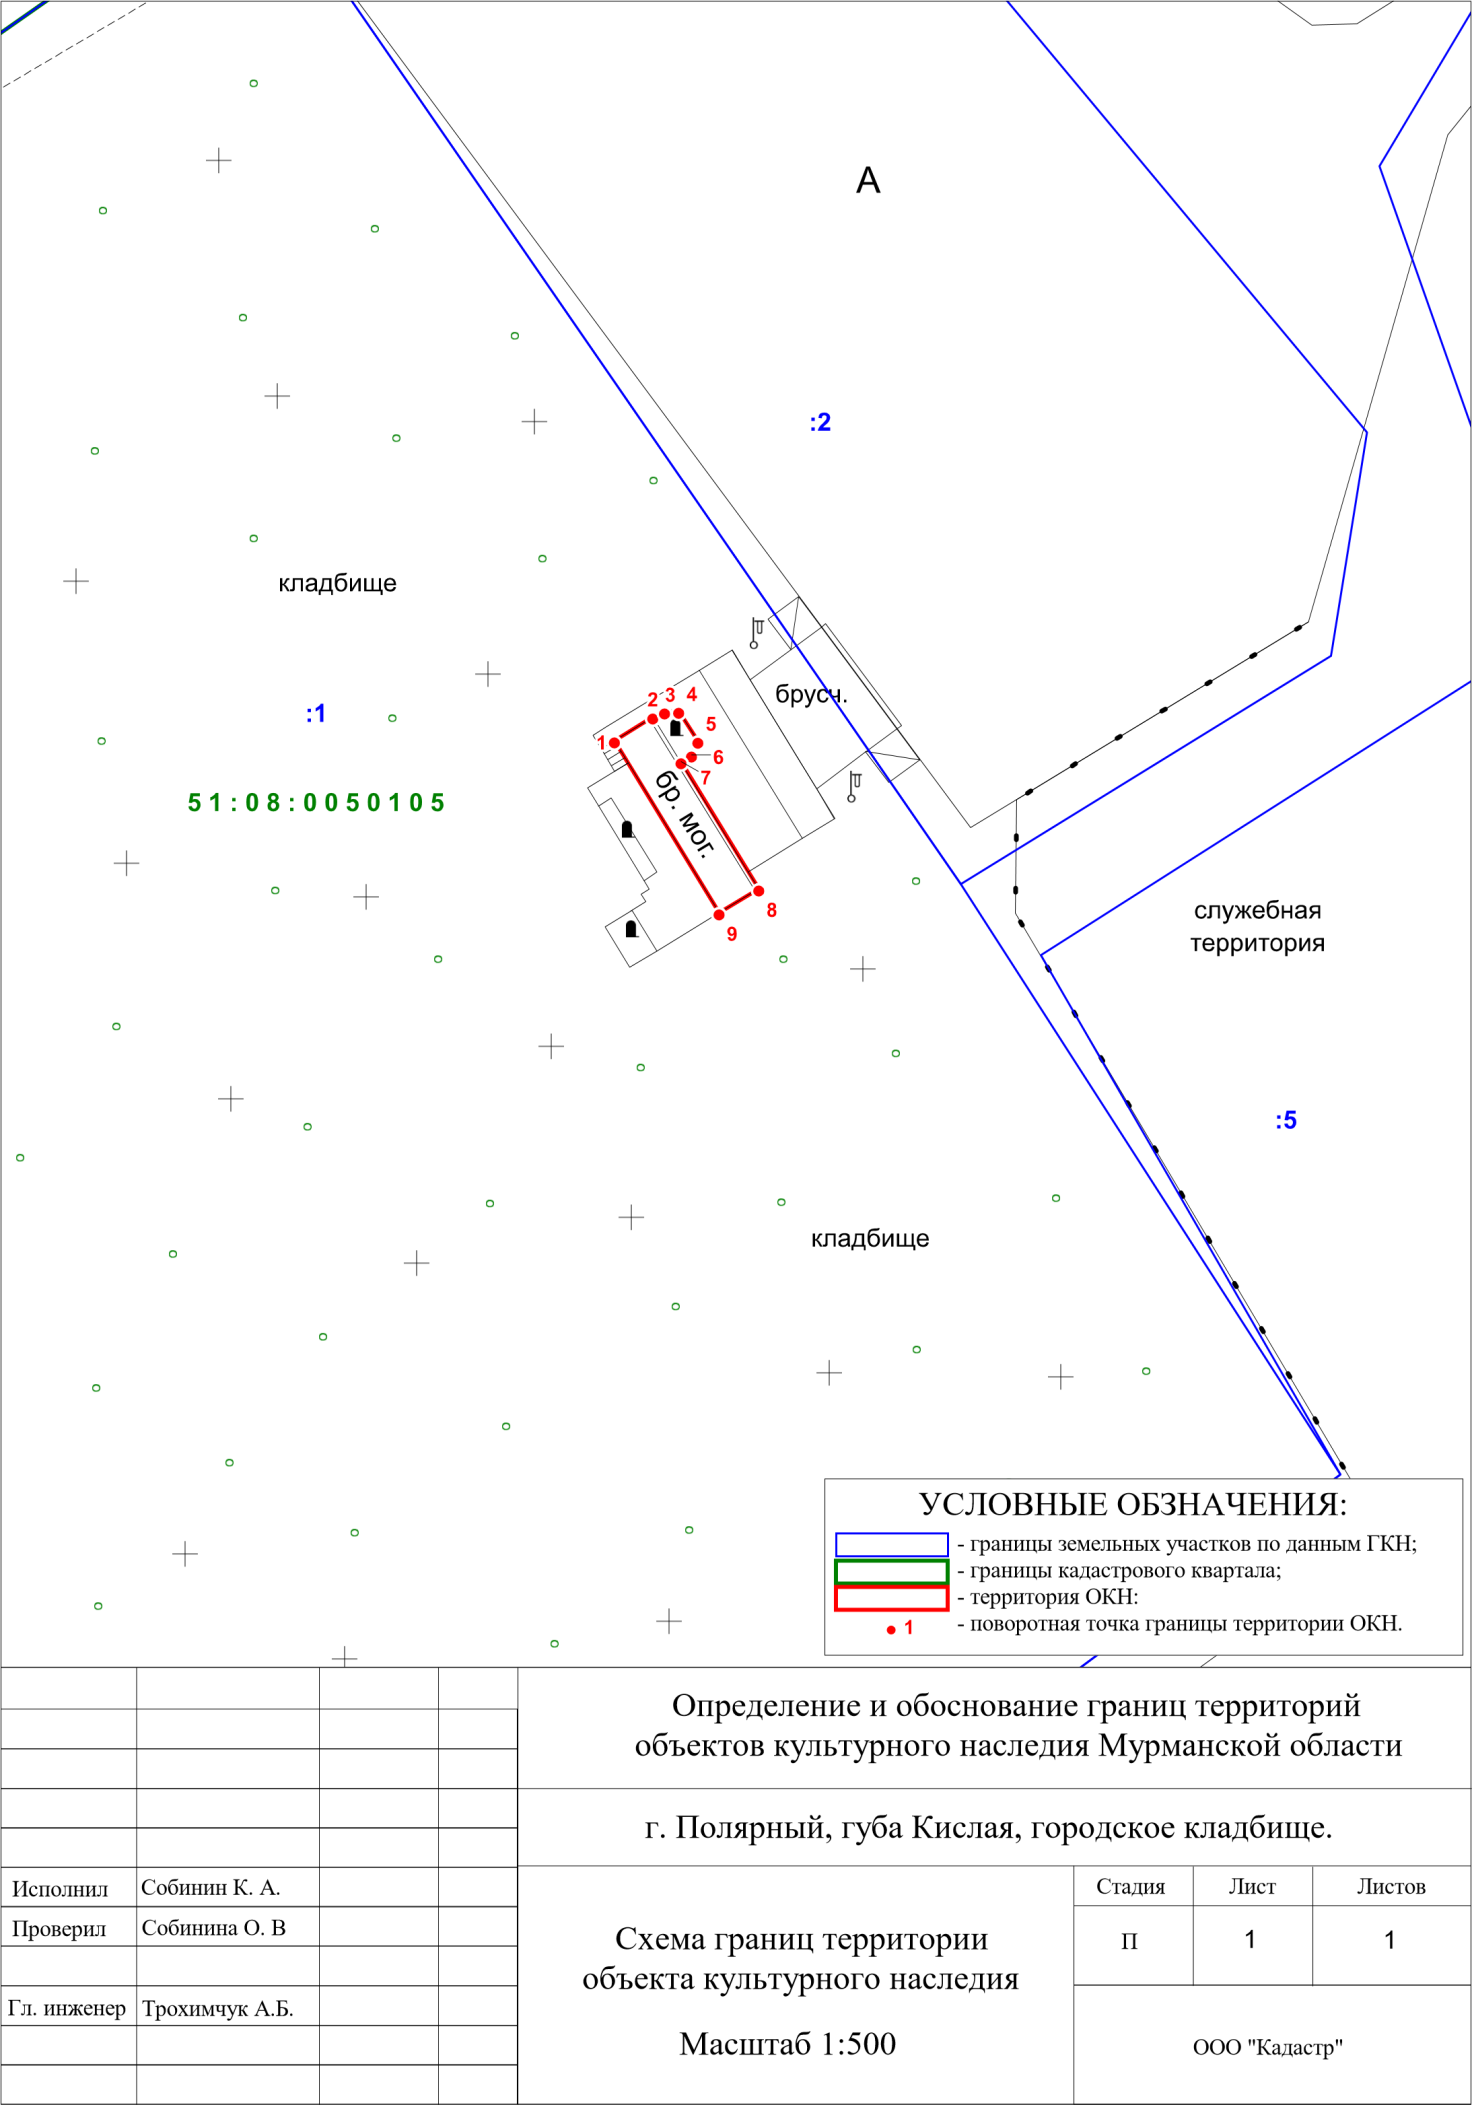 А
:2
кладбище
:1
брусч.
1
2
3
4
5
6
7
8
9
бр. мог.
51:08:0050105
служебная
территория
:5
кладбище
УСЛОВНЫЕ ОБЗНАЧЕНИЯ:
- границы земельных участков по данным ГКН;
- границы кадастрового квартала;
- территория ОКН:
1 - поворотная точка границы территории ОКН.
Определение и обоснование границ территорий
объектов культурного наследия Мурманской области
г. Полярный, губа Кислая, городское кладбище.
Исполнил Собинин К. А.
Проверил Собинина О. В
Гл. инженер Трохимчук А.Б.
Схема границ территории
объекта культурного наследия
Масштаб 1:500
Стадия Лист Листов
П 1 1
ООО "Кадастр"